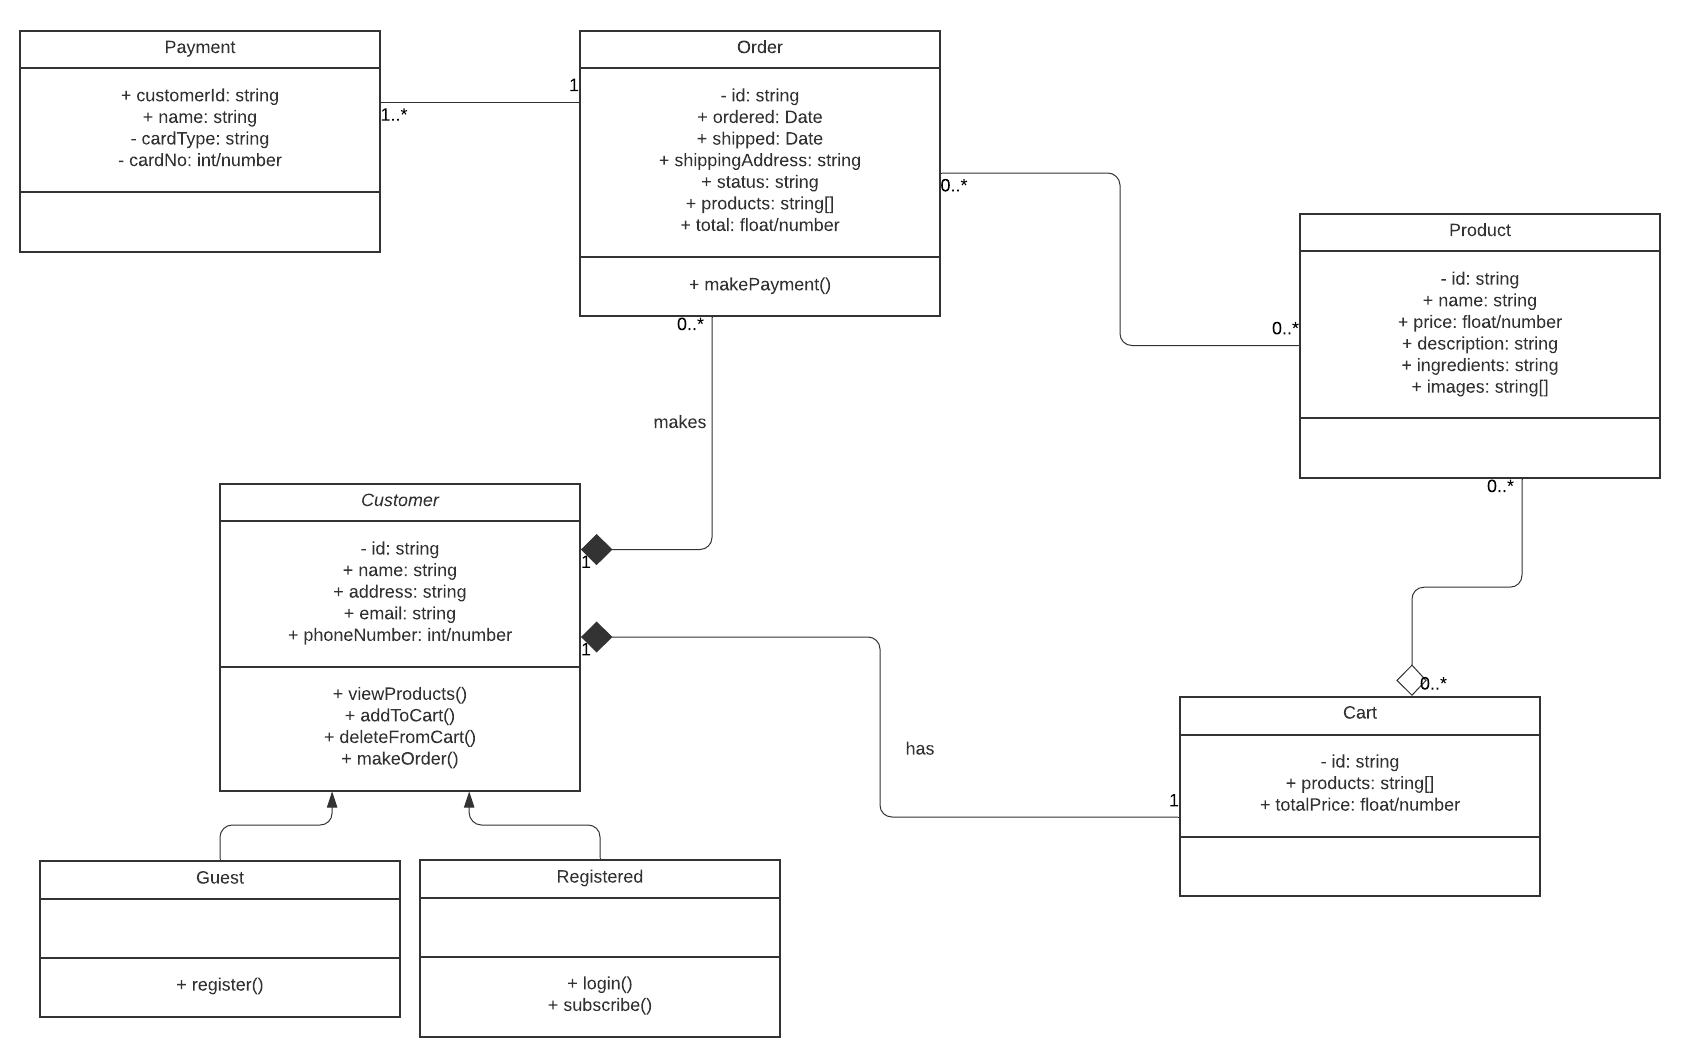 Payment
+ customerId: string
+ name: string
- cardType: string
- cardNo: int/number
1..*
1
Order
- id: string
+ ordered: Date
+ shipped: Date
+ shippingAddress: string
+ status: string
+ products: string[]
+ total: float/number
+ makePayment()
0..*
0..*
Product
- id: string
+ name: string
+ price: float/number
+ description: string
+ ingredients: string
+ images: string[]
0..*
0..*
makes
Customer
- id: string
+ name: string
+ address: string
+ email: string
+ phoneNumber: int/number
+ viewProducts()
+ addToCart()
+ deleteFromCart()
+ makeOrder()
1
1
has
1
0..*
Cart
- id: string
+ products: string[]
+ totalPrice: float/number
Guest
+ register()
Registered
+ login()
+ subscribe()